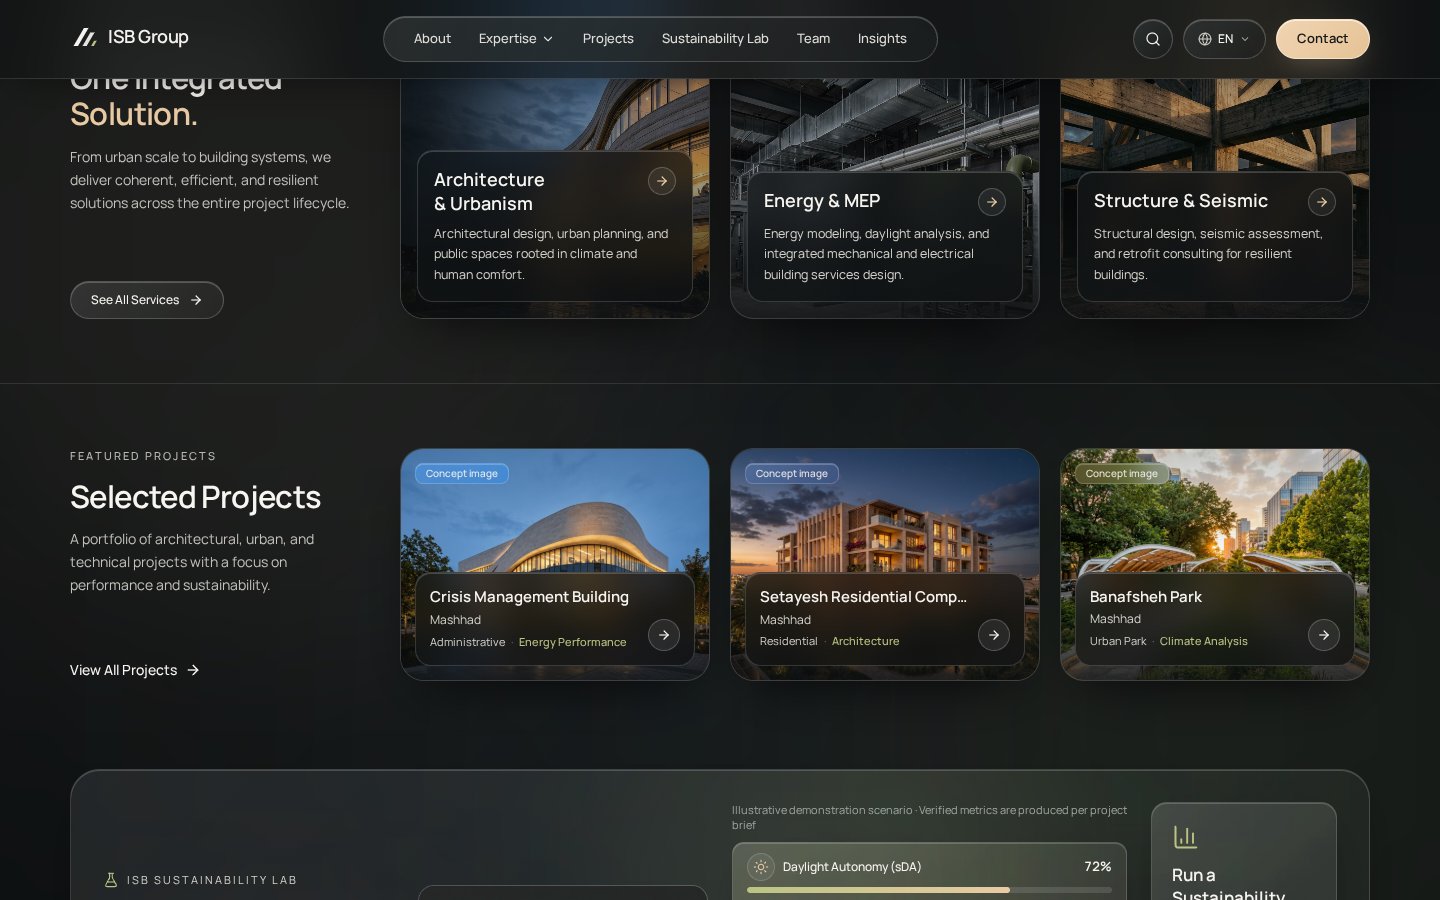 ISB Group
About
Expertise
Projects
Sustainability Lab
Team
Insights
EN
Contact
One Integrated
Solution.
From urban scale to building systems, we
deliver coherent, efficient, and resilient
solutions across the entire project lifecycle.
See All Services
Architecture
& Urbanism
Architectural design, urban planning, and
public spaces rooted in climate and
human comfort.
Energy & MEP
Energy modeling, daylight analysis, and
integrated mechanical and electrical
building services design.
Structure & Seismic
Structural design, seismic assessment,
and retrofit consulting for resilient
buildings.
FEATURED PROJECTS
Selected Projects
A portfolio of architectural, urban, and
technical projects with a focus on
performance and sustainability.
View All Projects
Concept image
Crisis Management Building
Mashhad
Administrative · Energy Performance
Concept image
Setayesh Residential Comp...
Mashhad
Residential · Architecture
Concept image
Banafsheh Park
Mashhad
Urban Park · Climate Analysis
ISB SUSTAINABILITY LAB
Illustrative demonstration scenario · Verified metrics are produced per project
brief
Daylight Autonomy (sDA) 72%
Run a
Sustainability